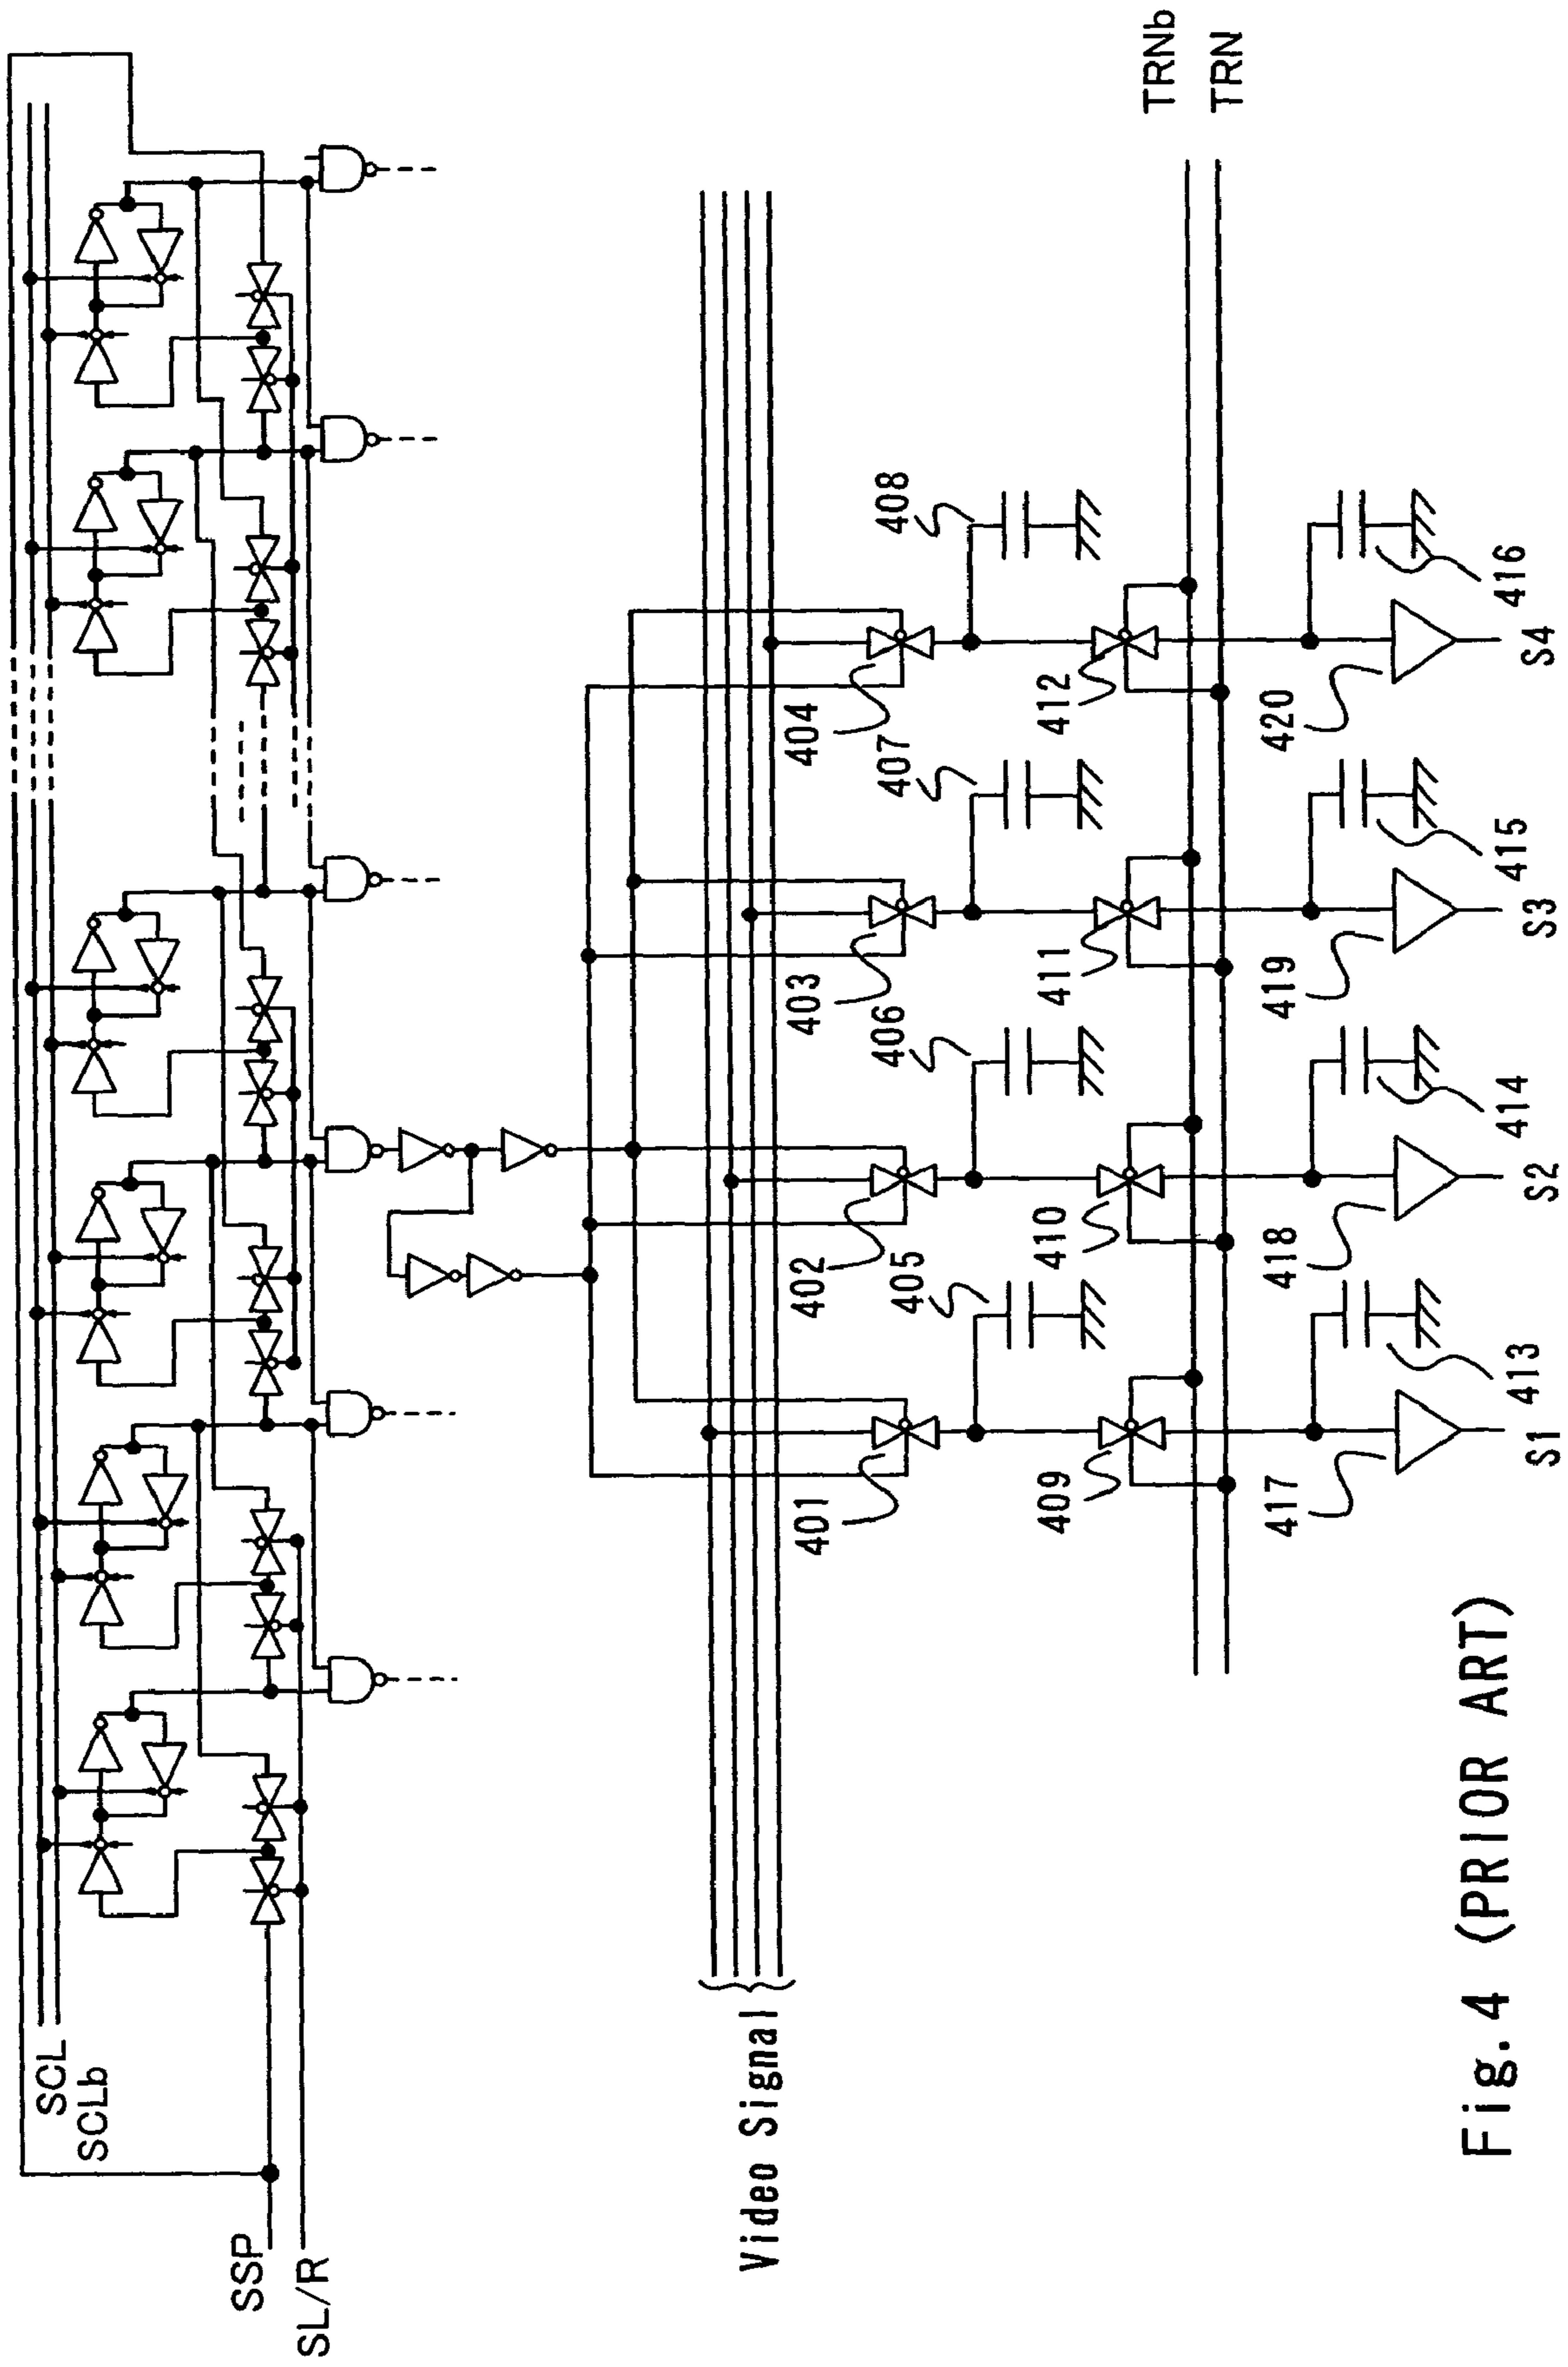 SCL
SCLb
SSP
SL/R
Video Signal
401
402
403
404
405
406
407
408
409
410
411
412
TRNb
TRN
413
414
415
416
417
418
419
420
S1
S2
S3
S4
Fig. 4 (PRIOR ART)